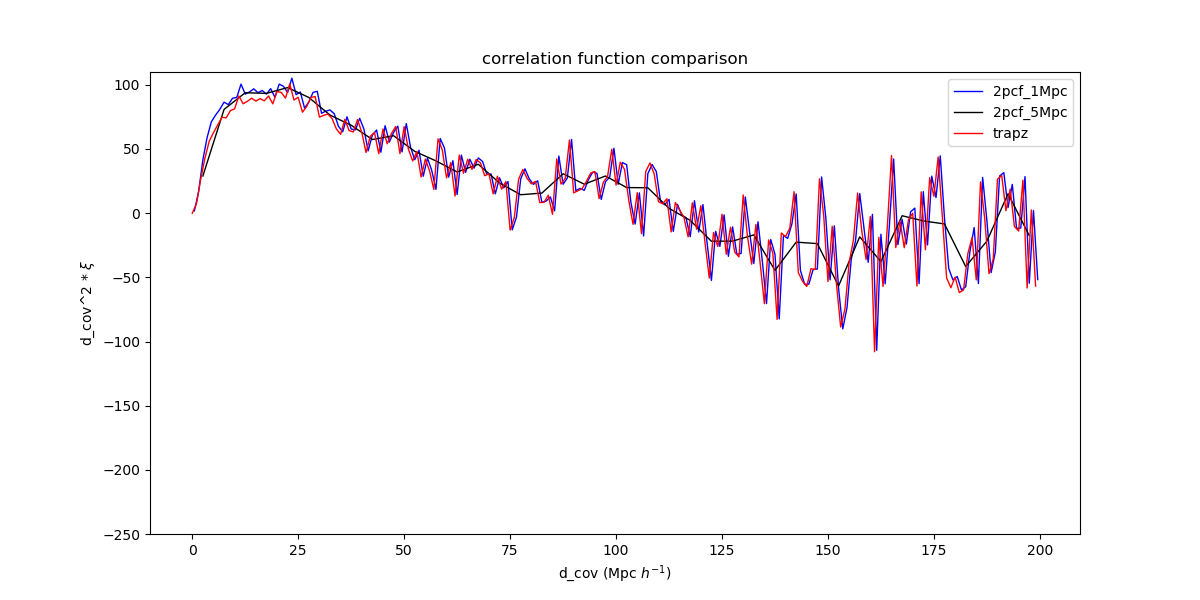 correlation function comparison
100
50
0
−50
−100
−150
−200
−250
d_cov^2 * ξ
2pcf_1Mpc
2pcf_5Mpc
trapz
0 25 50 75 100 125 150 175 200
d_cov (Mpc h⁻¹)